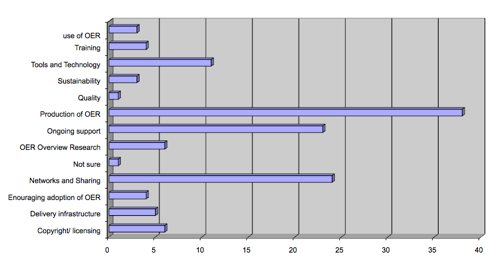 use of OER
Training
Tools and Technology
Sustainability
Quality
Production of OER
Ongoing support
OER Overview Research
Not sure
Networks and Sharing
Enouraging adoption of OER
Delivery infrastructure
Copyright/ licensing
0 5 10 15 20 25 30 35 40